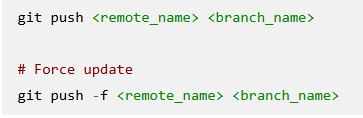 git push <remote_name> <branch_name>
# Force update
git push -f <remote_name> <branch_name>